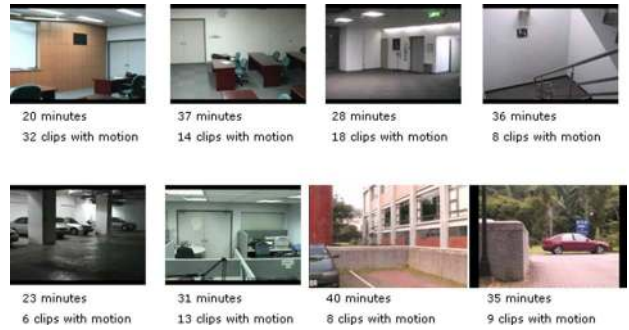 20 minutes
32 clips with motion
37 minutes
14 clips with motion
28 minutes
18 clips with motion
36 minutes
8 clips with motion
23 minutes
6 clips with motion
31 minutes
13 clips with motion
40 minutes
8 clips with motion
35 minutes
9 clips with motion